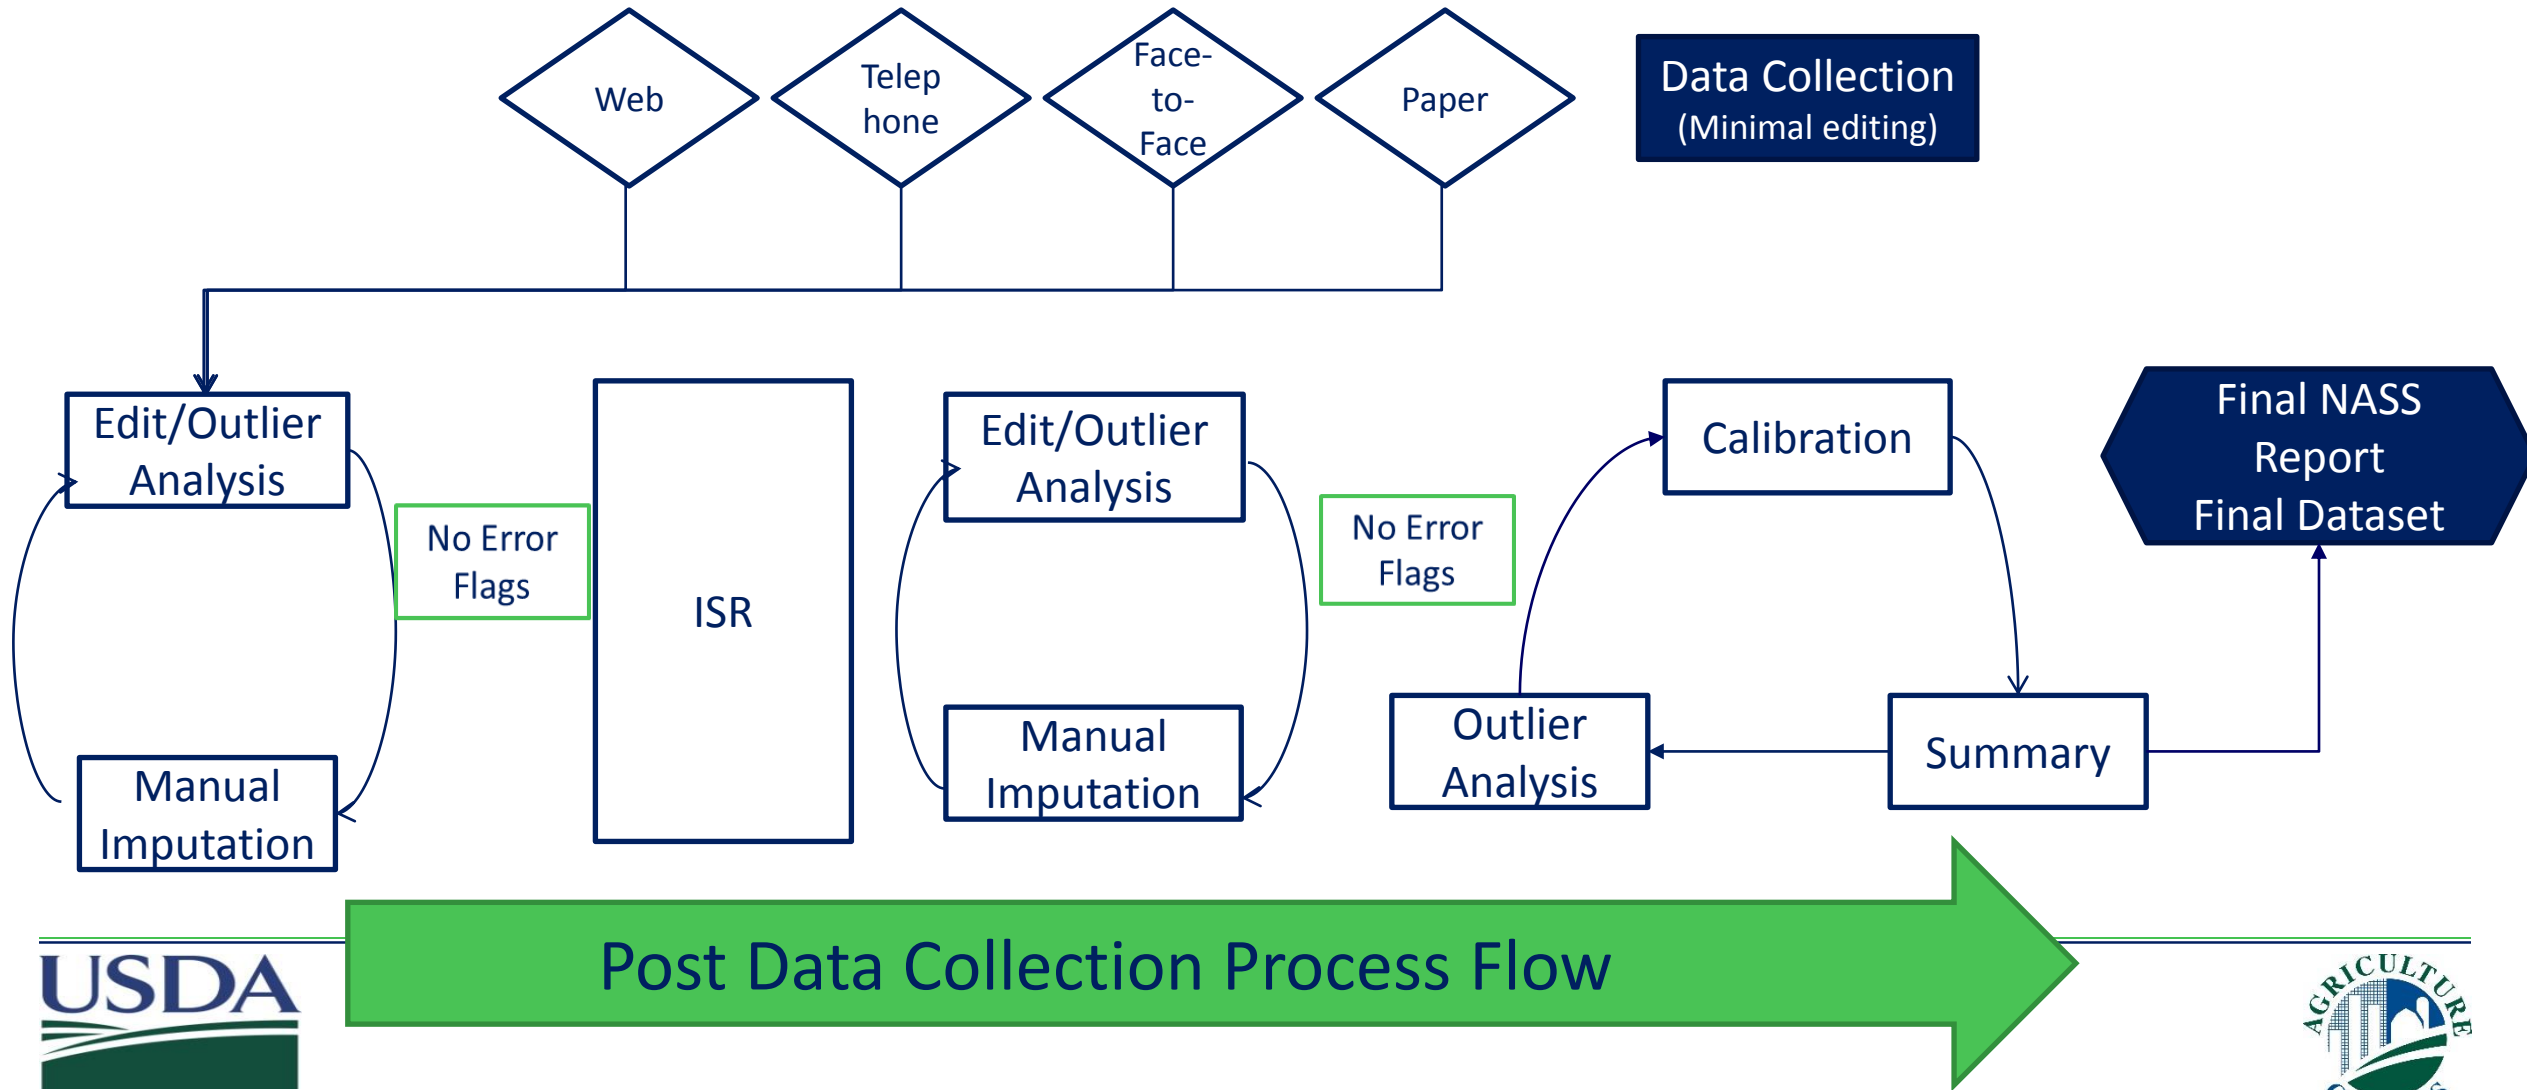 Web
Telep
hone
Face-
to-
Face
Paper
Data Collection
(Minimal editing)
Edit/Outlier
Analysis
No Error
Flags
Manual
Imputation
ISR
Edit/Outlier
Analysis
No Error
Flags
Manual
Imputation
Calibration
Outlier
Analysis
Summary
Final NASS
Report
Final Dataset
Post Data Collection Process Flow
USDA
AGRICULTURE